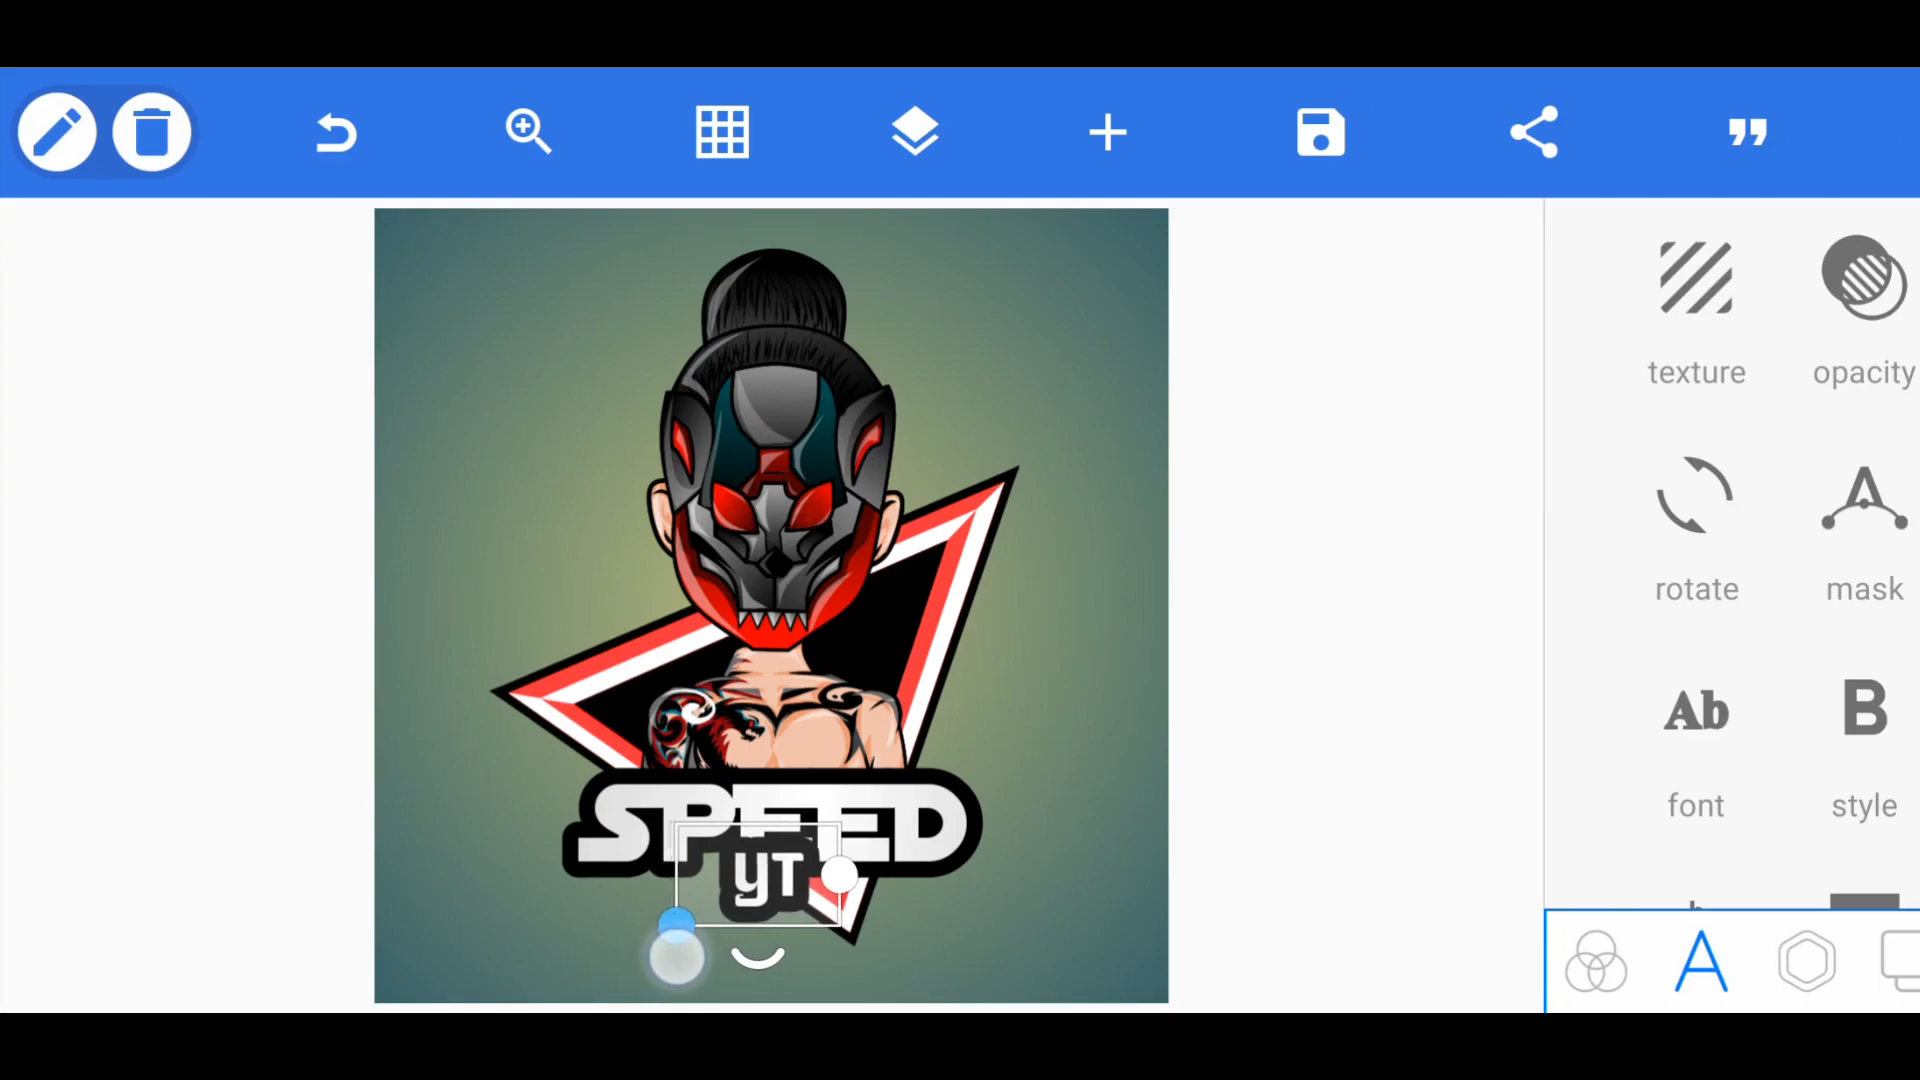 texture
opacity
rotate
mask
Ab
B
font
style
SPEED
YT
A